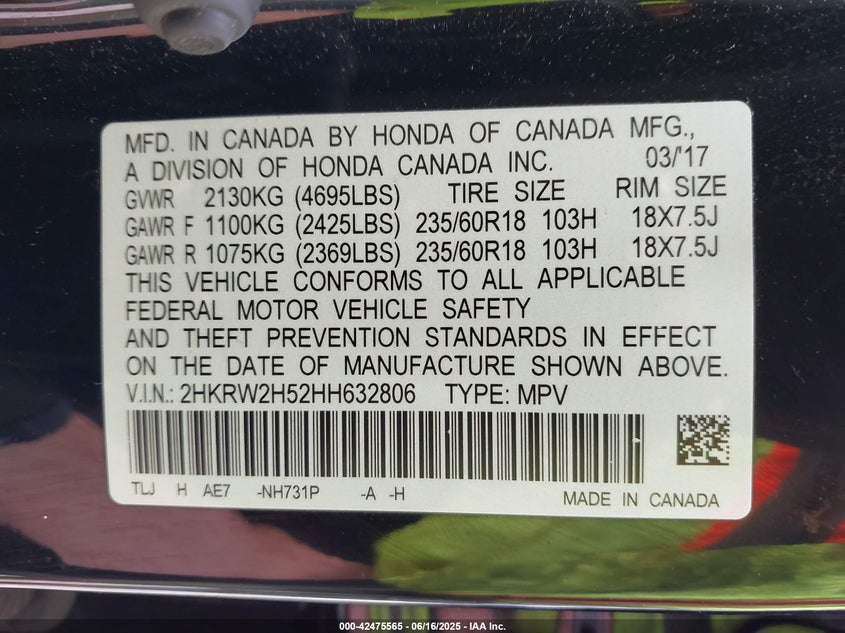 MFD. IN CANADA BY HONDA OF CANADA MFG.,
A DIVISION OF HONDA CANADA INC. 03/'17
GVWR 2130KG (4695LBS) TIRE SIZE RIM SIZE
GAWR F 1100KG (2425LBS) 235/60R18 103H 18X7.5J
GAWR R 1075KG (2369LBS) 235/60R18 103H 18X7.5J
THIS VEHICLE CONFORMS TO ALL APPLICABLE
FEDERAL MOTOR VEHICLE SAFETY
AND THEFT PREVENTION STANDARDS IN EFFECT
ON THE DATE OF MANUFACTURE SHOWN ABOVE.
V.I.N.: 2HKRW2H52HH632806 TYPE: MPV
TLJ H AE7 -NH731P -A -H MADE IN CANADA
000-42475565 - 06/16/2025 - IAA Inc.